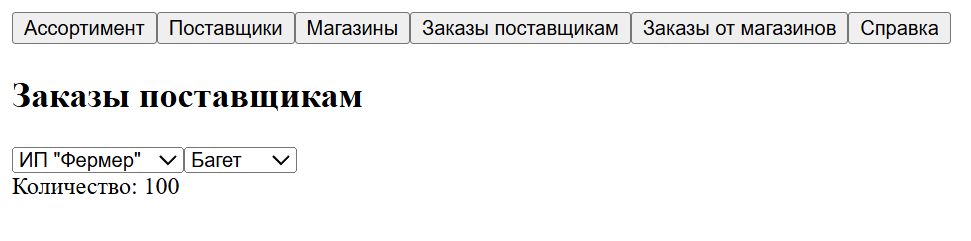 Ассортимент Поставщики Магазины Заказы поставщикам Заказы от магазинов Справка
Заказы поставщикам
ИП "Фермер" Багет
Количество: 100